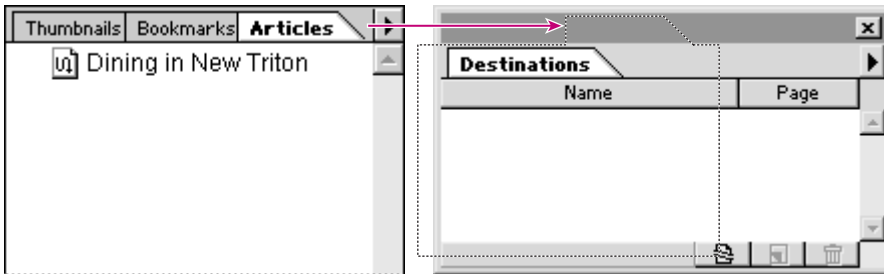 Thumbnails Bookmarks Articles
Dining in New Triton
Destinations
Name Page